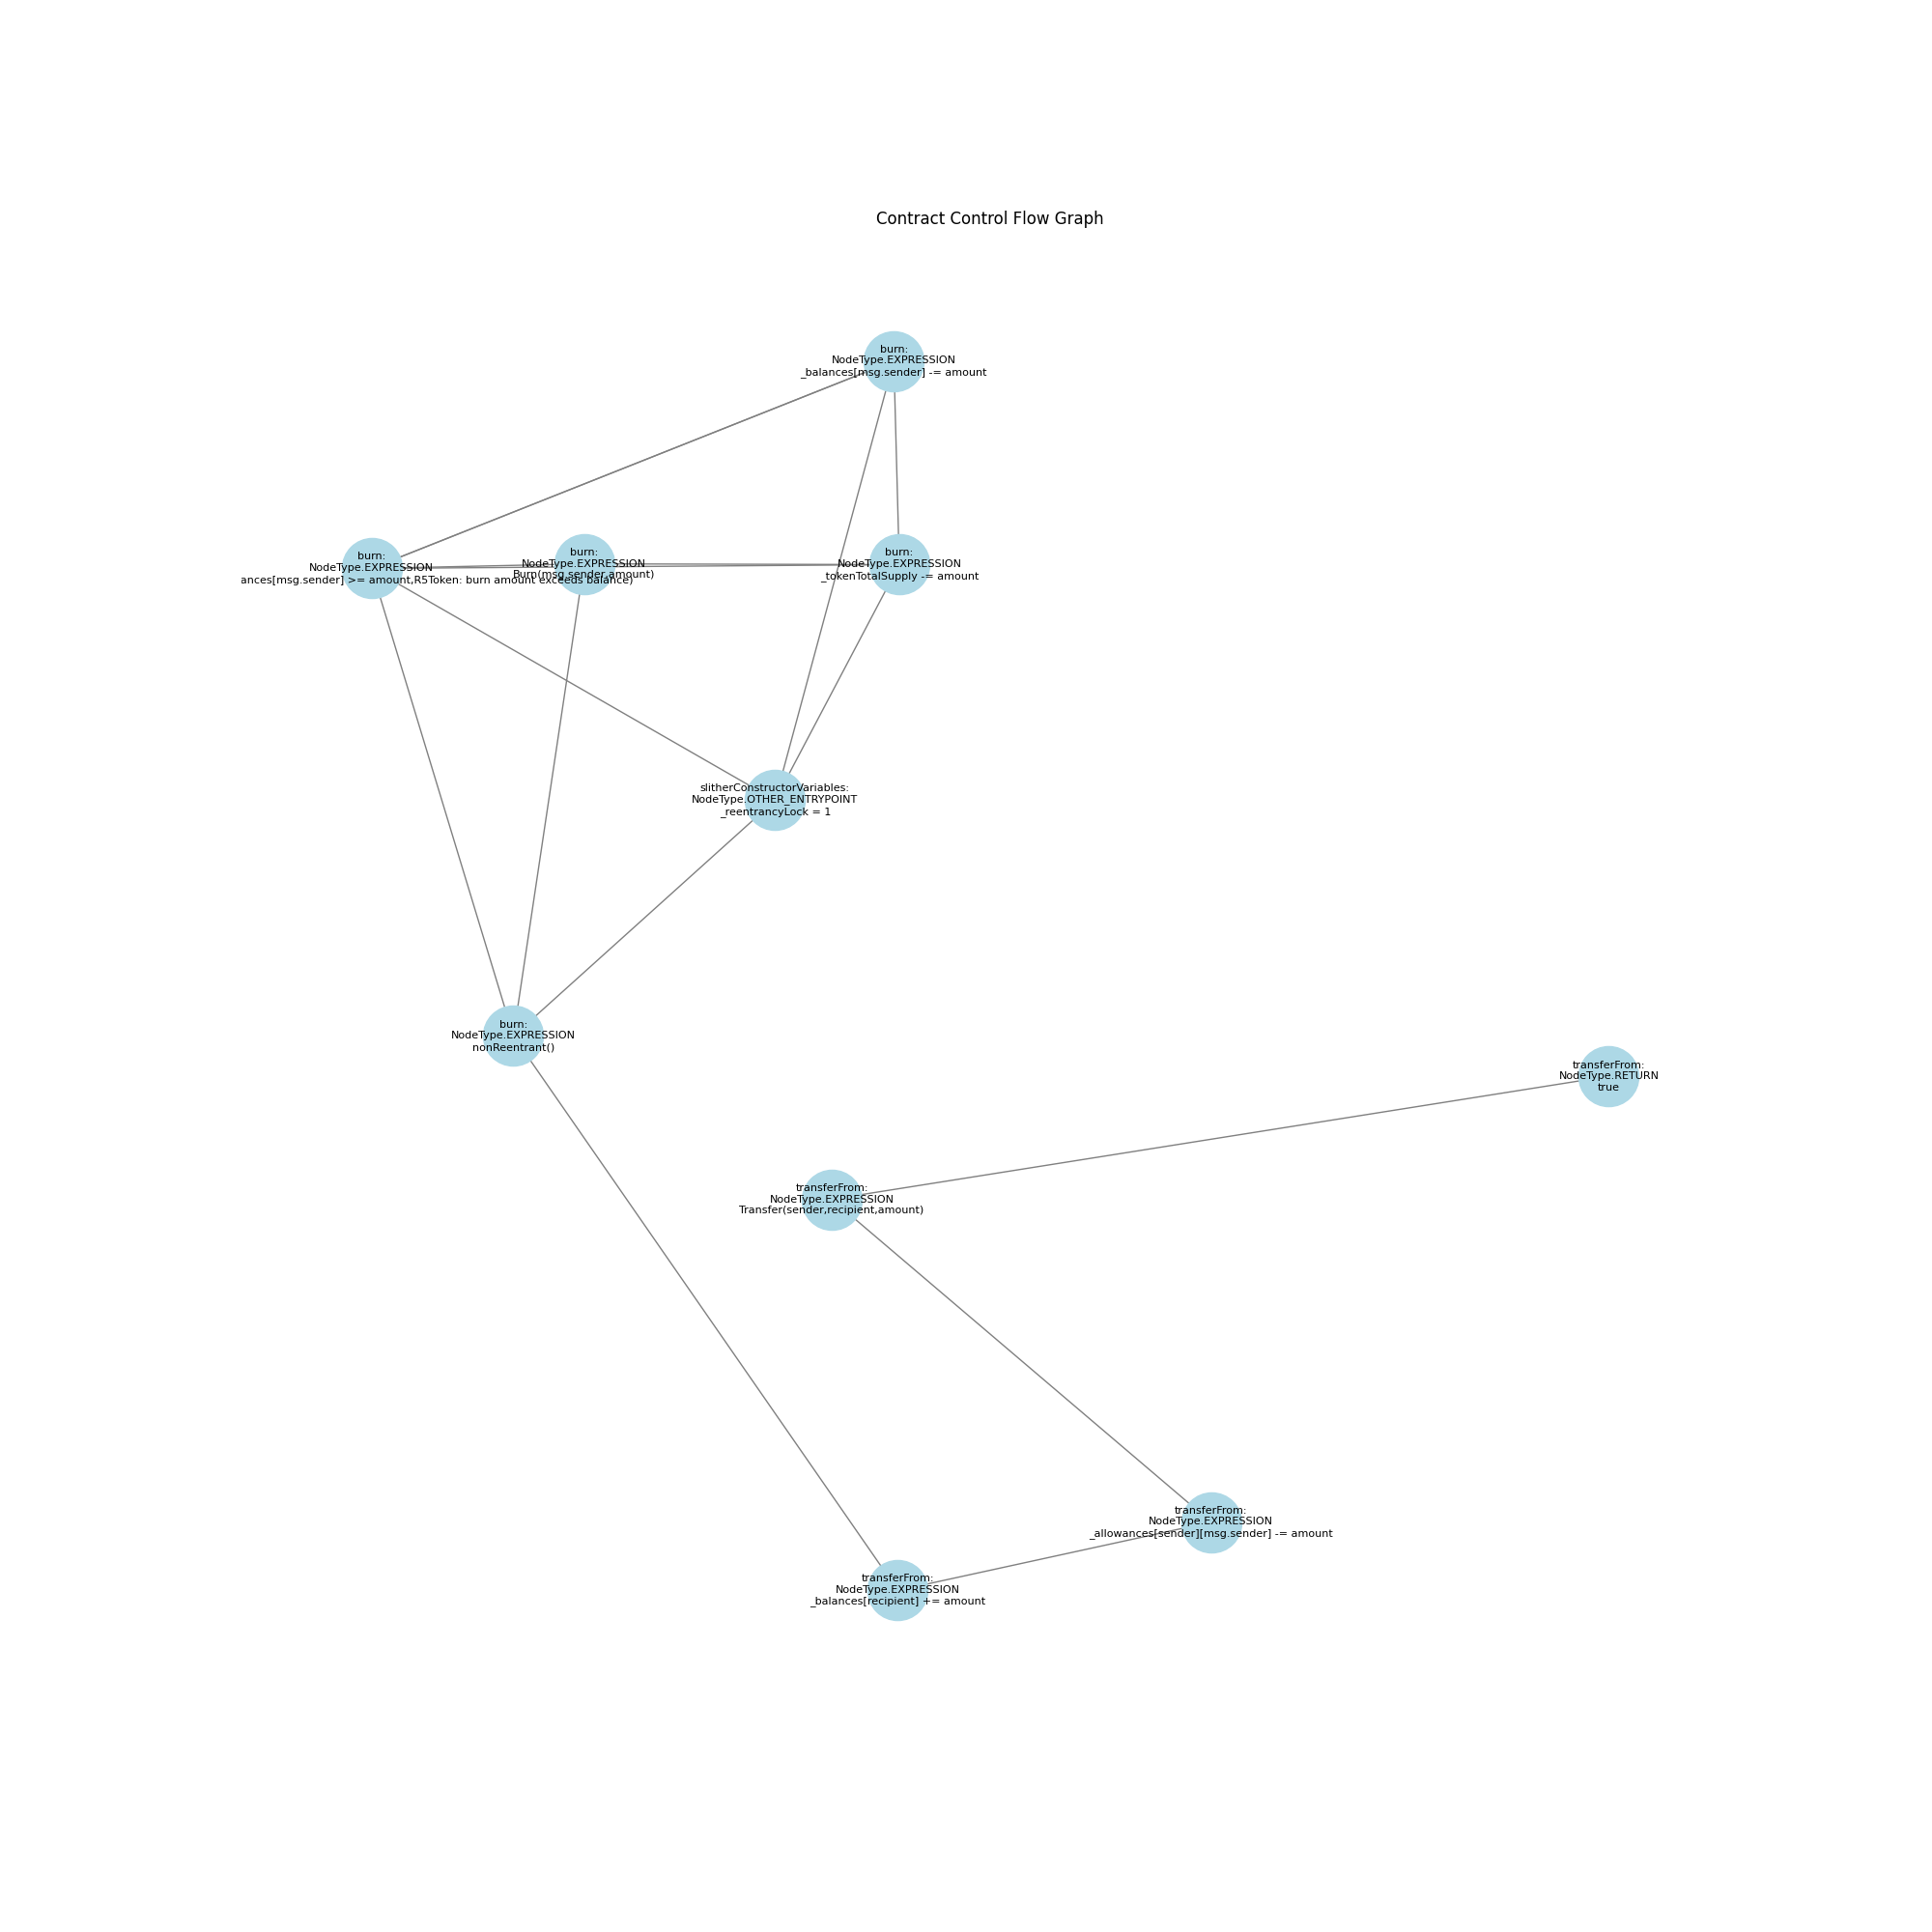 Contract Control Flow Graph
burn:
NodeType.EXPRESSION
_balances[msg.sender] -= amount
burn:
NodeType.EXPRESSION
ances[msg.sender] >= amount,R5Token: burn amount exceeds balance)
burn:
NodeType.EXPRESSION
Burn(msg.sender,amount)
burn:
NodeType.EXPRESSION
_tokenTotalSupply -= amount
slitherConstructorVariables:
NodeType.OTHER_ENTRYPOINT
_reentrancyLock = 1
burn:
NodeType.EXPRESSION
nonReentrant()
transferFrom:
NodeType.RETURN
true
transferFrom:
NodeType.EXPRESSION
Transfer(sender,recipient,amount)
transferFrom:
NodeType.EXPRESSION
_allowances[sender][msg.sender] -= amount
transferFrom:
NodeType.EXPRESSION
_balances[recipient] += amount